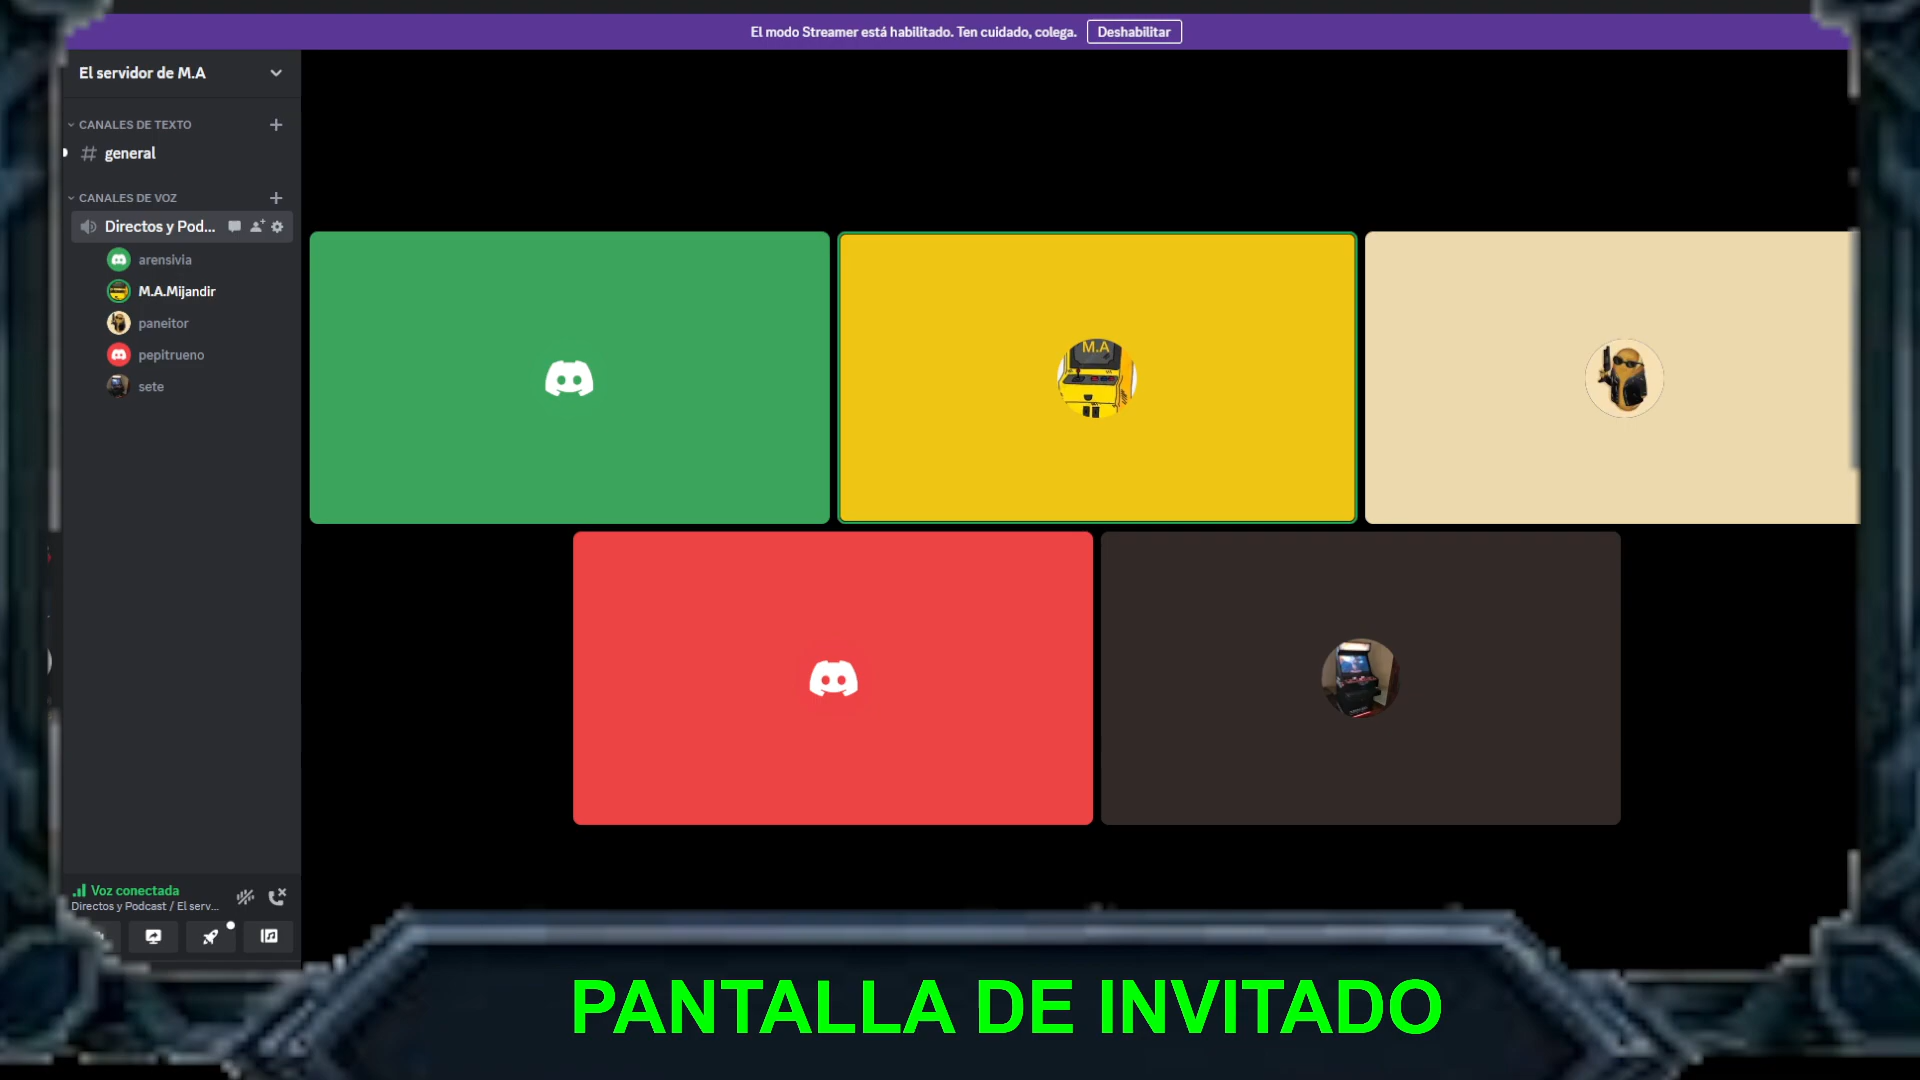 El modo Streamer está habilitado. Ten cuidado, colega. Deshabilitar
El servidor de M.A
CANALES DE TEXTO
general
CANALES DE VOZ
Directos y Pod...
arensivia
M.A.Mijandir
paneitor
pepitrueno
sete
M.A
Voz conectada
Directos y Podcast / El serv...
PANTALLA DE INVITADO